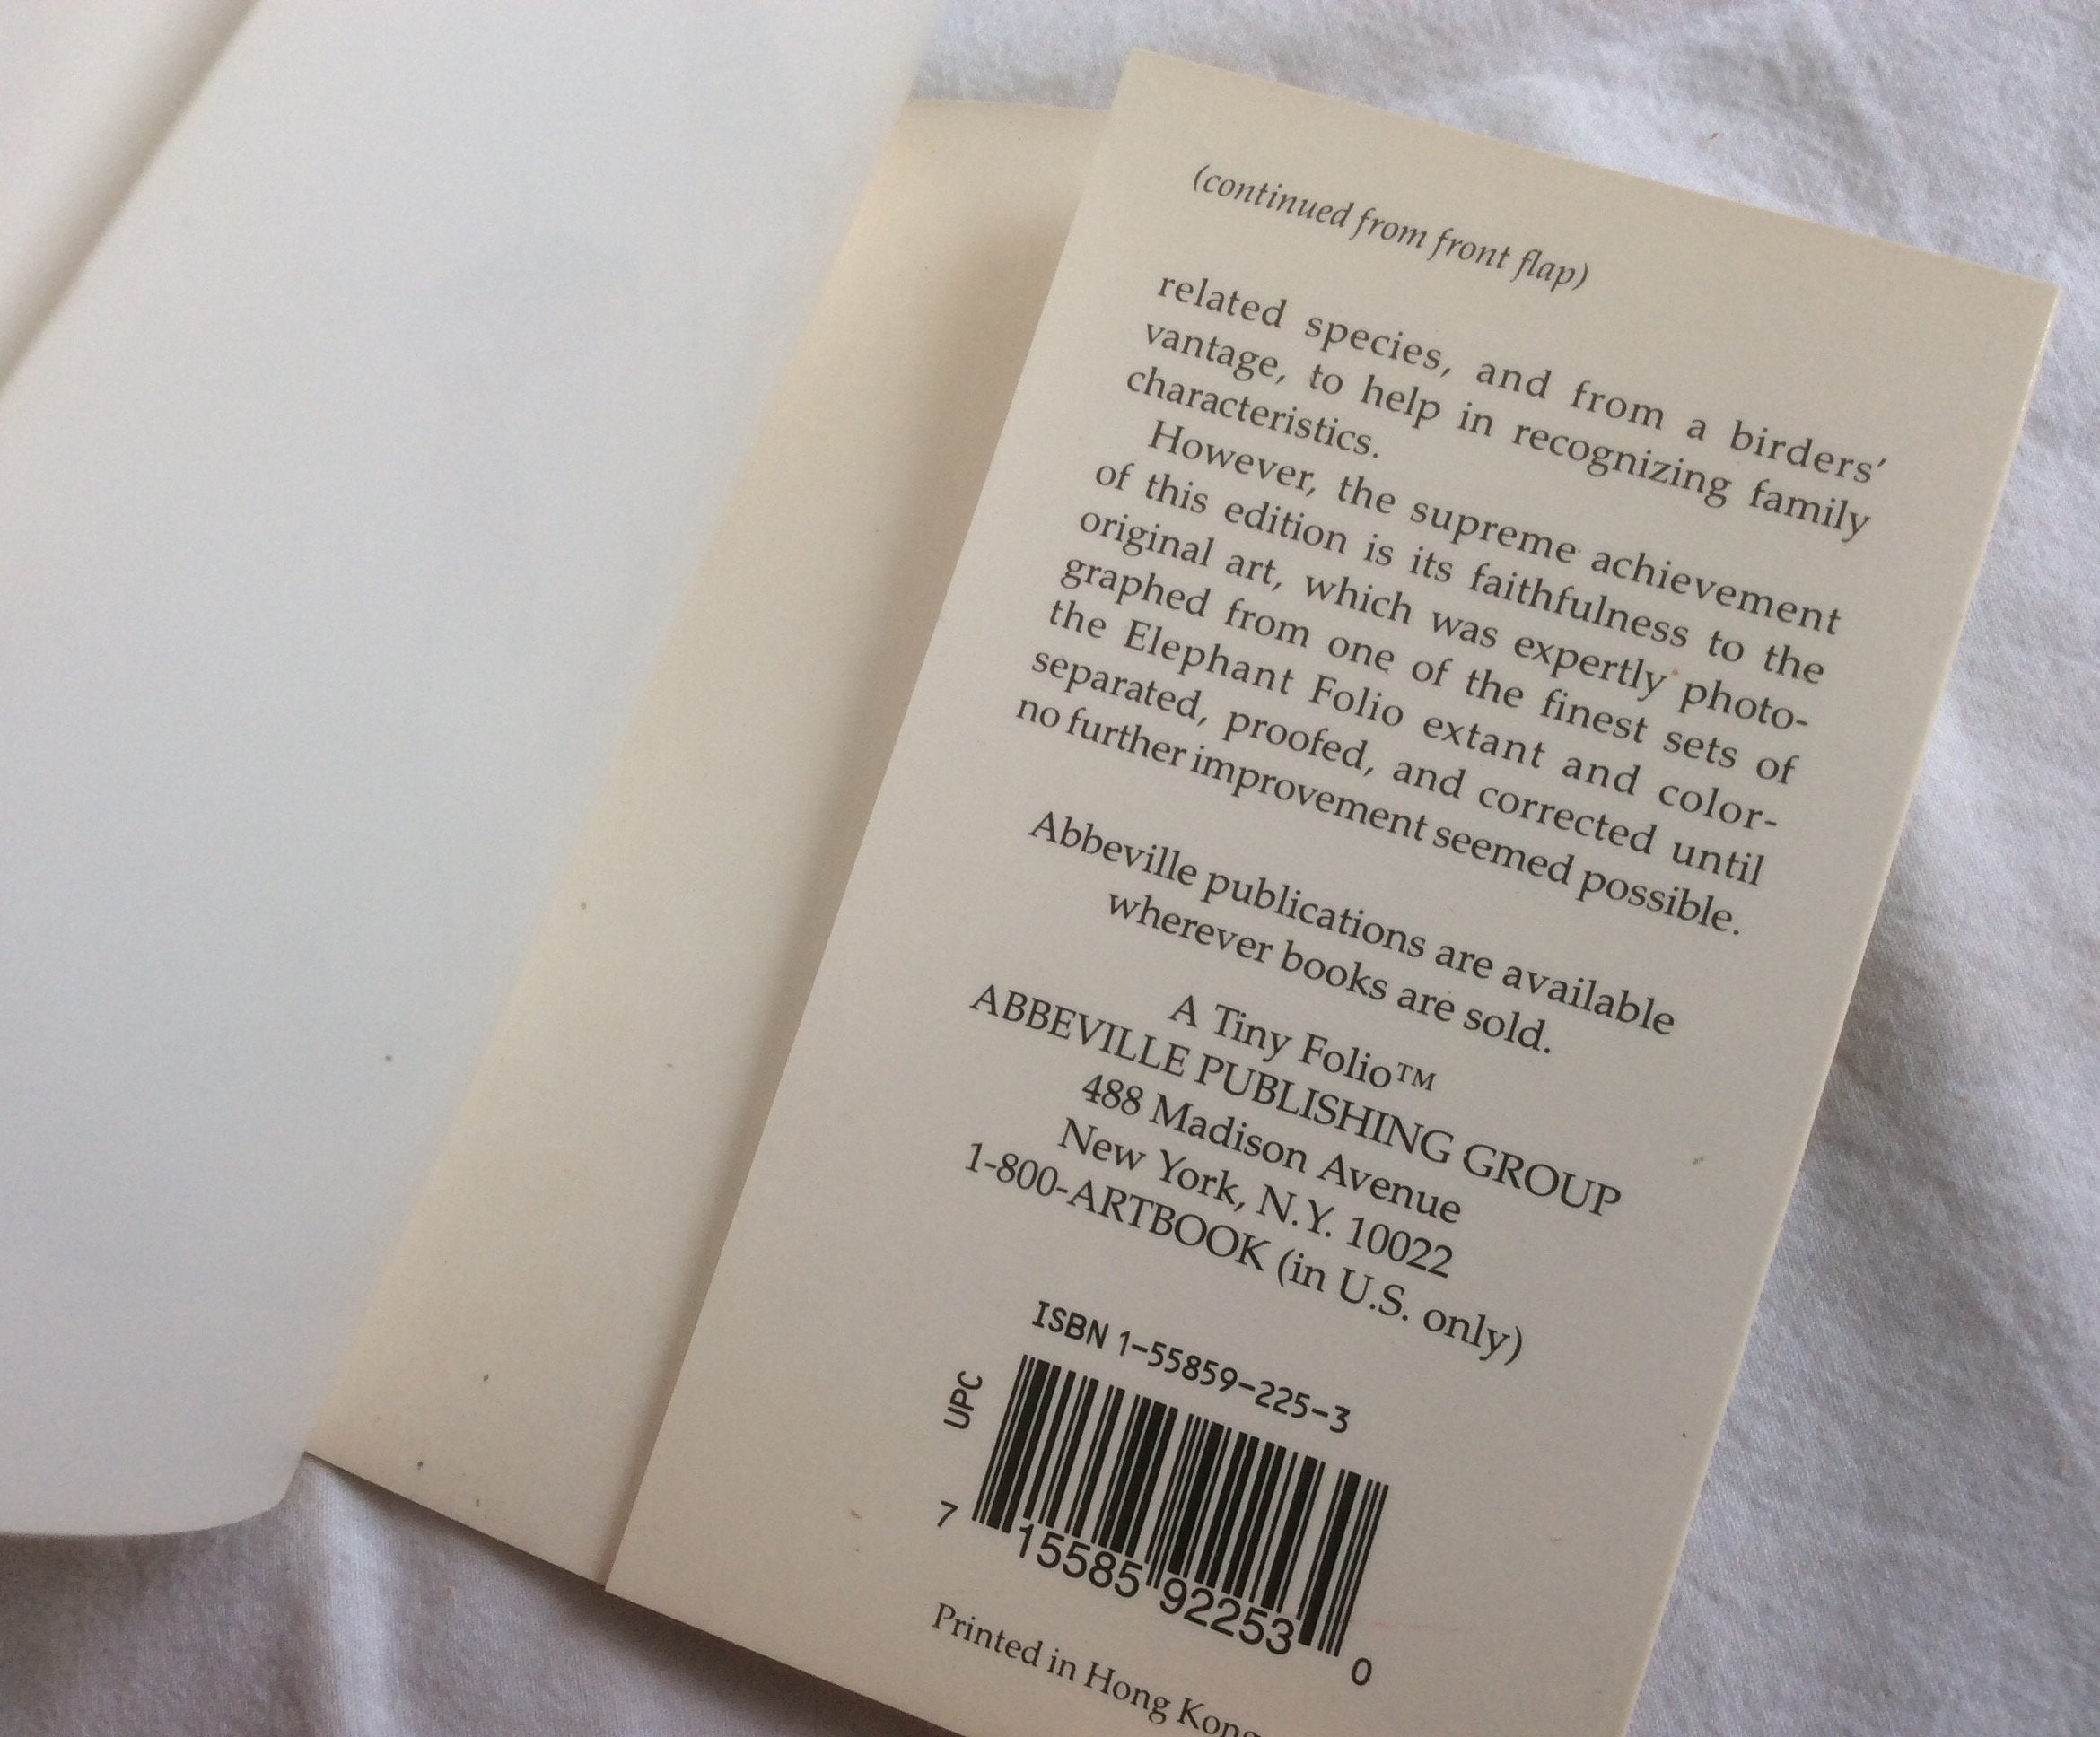 (continued from front flap)
related species, and from a birders’
vantage, to help in recognizing family
characteristics.
However, the supreme achievement
of this edition is its faithfulness to the
original art, which was expertly photo-
graphed from one of the finest sets of
the Elephant Folio extant and color-
separated, proofed, and corrected until
no further improvement seemed possible.
Abbeville publications are available
wherever books are sold.
A Tiny Folio™
ABBEVILLE PUBLISHING GROUP
488 Madison Avenue
New York, N.Y. 10022
1-800-ARTBOOK (in U.S. only)
ISBN 1-55859-225-3
UPC
7 15585 92253 0
Printed in Hong Kong